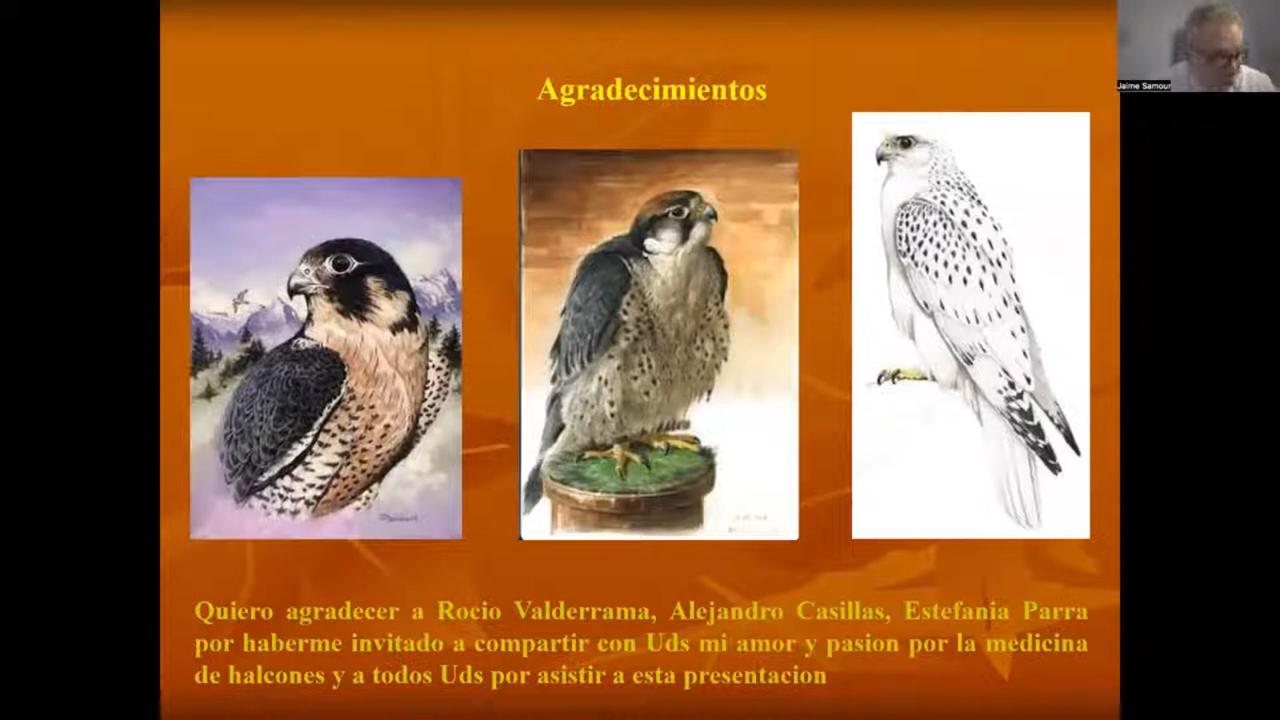 Agradecimientos
Jaime Samour
Quiero agradecer a Rocio Valderrama, Alejandro Casillas, Estefania Parra
por haberme invitado a compartir con Uds mi amor y pasion por la medicina
de halcones y a todos Uds por asistir a esta presentacion